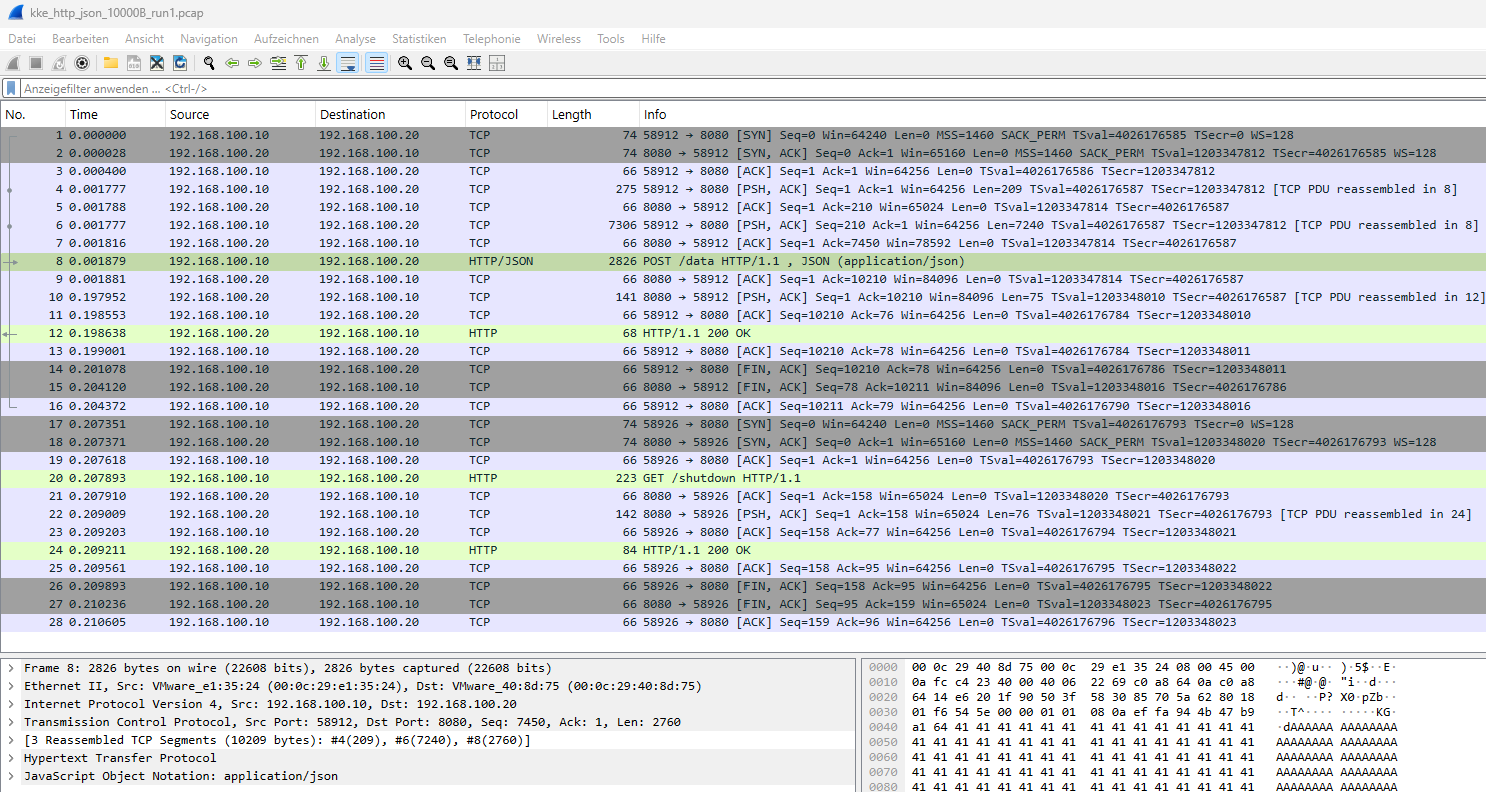 kke_http_json_10000B_run1.pcap
Datei Bearbeiten Ansicht Navigation Aufzeichnen Analyse Statistiken Telephonie Wireless Tools Hilfe
Anzeigefilter anwenden ... <Ctrl-/>
No. Time Source Destination Protocol Length Info
1 0.000000 192.168.100.10 192.168.100.20 TCP 74 58912 → 8080 [SYN] Seq=0 Win=64240 Len=0 MSS=1460 SACK_PERM TSval=4026176585 TSecr=0 WS=128
2 0.000028 192.168.100.20 192.168.100.10 TCP 74 8080 → 58912 [SYN, ACK] Seq=0 Ack=1 Win=65160 Len=0 MSS=1460 SACK_PERM TSval=1203347812 TSecr=4026176585 WS=128
3 0.000400 192.168.100.10 192.168.100.20 TCP 66 58912 → 8080 [ACK] Seq=1 Ack=1 Win=64256 Len=0 TSval=4026176586 TSecr=1203347812
4 0.001777 192.168.100.10 192.168.100.20 TCP 275 58912 → 8080 [PSH, ACK] Seq=1 Ack=1 Win=64256 Len=209 TSval=4026176587 TSecr=1203347812 [TCP PDU reassembled in 8]
5 0.001788 192.168.100.20 192.168.100.10 TCP 66 8080 → 58912 [ACK] Seq=1 Ack=210 Win=65024 Len=0 TSval=1203347814 TSecr=4026176587
6 0.001777 192.168.100.10 192.168.100.20 TCP 7306 58912 → 8080 [PSH, ACK] Seq=210 Ack=1 Win=64256 Len=7240 TSval=4026176587 TSecr=1203347812 [TCP PDU reassembled in 8]
7 0.001816 192.168.100.20 192.168.100.10 TCP 66 8080 → 58912 [ACK] Seq=1 Ack=7450 Win=78592 Len=0 TSval=1203347814 TSecr=4026176587
8 0.001879 192.168.100.10 192.168.100.20 HTTP/JSON 2826 POST /data HTTP/1.1 , JSON (application/json)
9 0.001881 192.168.100.20 192.168.100.10 TCP 66 8080 → 58912 [ACK] Seq=1 Ack=10210 Win=84096 Len=0 TSval=1203347814 TSecr=4026176587
10 0.197952 192.168.100.20 192.168.100.10 TCP 141 8080 → 58912 [PSH, ACK] Seq=1 Ack=10210 Win=84096 Len=75 TSval=1203348010 TSecr=4026176587 [TCP PDU reassembled in 12]
11 0.198553 192.168.100.10 192.168.100.20 TCP 66 58912 → 8080 [ACK] Seq=10210 Ack=76 Win=64256 Len=0 TSval=4026176784 TSecr=1203348010
12 0.198638 192.168.100.20 192.168.100.10 HTTP 68 HTTP/1.1 200 OK
13 0.199001 192.168.100.10 192.168.100.20 TCP 66 58912 → 8080 [ACK] Seq=10210 Ack=78 Win=64256 Len=0 TSval=4026176784 TSecr=1203348011
14 0.201078 192.168.100.10 192.168.100.20 TCP 66 58912 → 8080 [FIN, ACK] Seq=10210 Ack=78 Win=64256 Len=0 TSval=4026176786 TSecr=1203348011
15 0.204120 192.168.100.20 192.168.100.10 TCP 66 8080 → 58912 [FIN, ACK] Seq=78 Ack=10211 Win=84096 Len=0 TSval=1203348016 TSecr=4026176786
16 0.204372 192.168.100.10 192.168.100.20 TCP 66 58912 → 8080 [ACK] Seq=10211 Ack=79 Win=64256 Len=0 TSval=4026176790 TSecr=1203348016
17 0.207351 192.168.100.10 192.168.100.20 TCP 74 58926 → 8080 [SYN] Seq=0 Win=64240 Len=0 MSS=1460 SACK_PERM TSval=4026176793 TSecr=0 WS=128
18 0.207371 192.168.100.20 192.168.100.10 TCP 74 8080 → 58926 [SYN, ACK] Seq=0 Ack=1 Win=65160 Len=0 MSS=1460 SACK_PERM TSval=1203348020 TSecr=4026176793 WS=128
19 0.207618 192.168.100.10 192.168.100.20 TCP 66 58926 → 8080 [ACK] Seq=1 Ack=1 Win=64256 Len=0 TSval=4026176793 TSecr=1203348020
20 0.207893 192.168.100.10 192.168.100.20 HTTP 223 GET /shutdown HTTP/1.1
21 0.207910 192.168.100.20 192.168.100.10 TCP 66 8080 → 58926 [ACK] Seq=1 Ack=158 Win=65024 Len=0 TSval=1203348020 TSecr=4026176793
22 0.209009 192.168.100.20 192.168.100.10 TCP 142 8080 → 58926 [PSH, ACK] Seq=1 Ack=158 Win=65024 Len=76 TSval=1203348021 TSecr=4026176793 [TCP PDU reassembled in 24]
23 0.209203 192.168.100.10 192.168.100.20 TCP 66 58926 → 8080 [ACK] Seq=158 Ack=77 Win=64256 Len=0 TSval=4026176794 TSecr=1203348021
24 0.209211 192.168.100.20 192.168.100.10 HTTP 84 HTTP/1.1 200 OK
25 0.209561 192.168.100.10 192.168.100.20 TCP 66 58926 → 8080 [ACK] Seq=158 Ack=95 Win=64256 Len=0 TSval=4026176795 TSecr=1203348022
26 0.209893 192.168.100.10 192.168.100.20 TCP 66 58926 → 8080 [FIN, ACK] Seq=158 Ack=95 Win=64256 Len=0 TSval=4026176795 TSecr=1203348022
27 0.210236 192.168.100.20 192.168.100.10 TCP 66 8080 → 58926 [FIN, ACK] Seq=95 Ack=159 Win=65024 Len=0 TSval=1203348023 TSecr=4026176795
28 0.210605 192.168.100.10 192.168.100.20 TCP 66 58926 → 8080 [ACK] Seq=159 Ack=96 Win=64256 Len=0 TSval=4026176796 TSecr=1203348023
Frame 8: 2826 bytes on wire (22608 bits), 2826 bytes captured (22608 bits)
Ethernet II, Src: VMware_e1:35:24 (00:0c:29:e1:35:24), Dst: VMware_40:8d:75 (00:0c:29:40:8d:75)
Internet Protocol Version 4, Src: 192.168.100.10, Dst: 192.168.100.20
Transmission Control Protocol, Src Port: 58912, Dst Port: 8080, Seq: 7450, Ack: 1, Len: 2760
[3 Reassembled TCP Segments (10209 bytes): #4(209), #6(7240), #8(2760)]
Hypertext Transfer Protocol
JavaScript Object Notation: application/json
0000 00 0c 29 40 8d 75 00 0c 29 e1 35 24 08 00 45 00 ··)@·u·· )·5$··E·
0010 0a fc c4 23 40 00 40 06 22 69 c0 a8 64 0a c0 a8 ···#@·@· "i··d···
0020 64 14 e6 20 1f 90 50 3f 58 30 85 70 5a 62 80 18 d·· ··P? X0·pZb··
0030 01 f6 54 5e 00 00 01 01 08 0a ef fa 94 4b 47 b9 ··T^···· ·····KG·
0040 a1 64 41 41 41 41 41 41 41 41 41 41 41 41 41 41 ·dAAAAAA AAAAAAAA
0050 41 41 41 41 41 41 41 41 41 41 41 41 41 41 41 41 AAAAAAAA AAAAAAAA
0060 41 41 41 41 41 41 41 41 41 41 41 41 41 41 41 41 AAAAAAAA AAAAAAAA
0070 41 41 41 41 41 41 41 41 41 41 41 41 41 41 41 41 AAAAAAAA AAAAAAAA
0080 41 41 41 41 41 41 41 41 41 41 41 41 41 41 41 41 AAAAAAAA AAAAAAAA